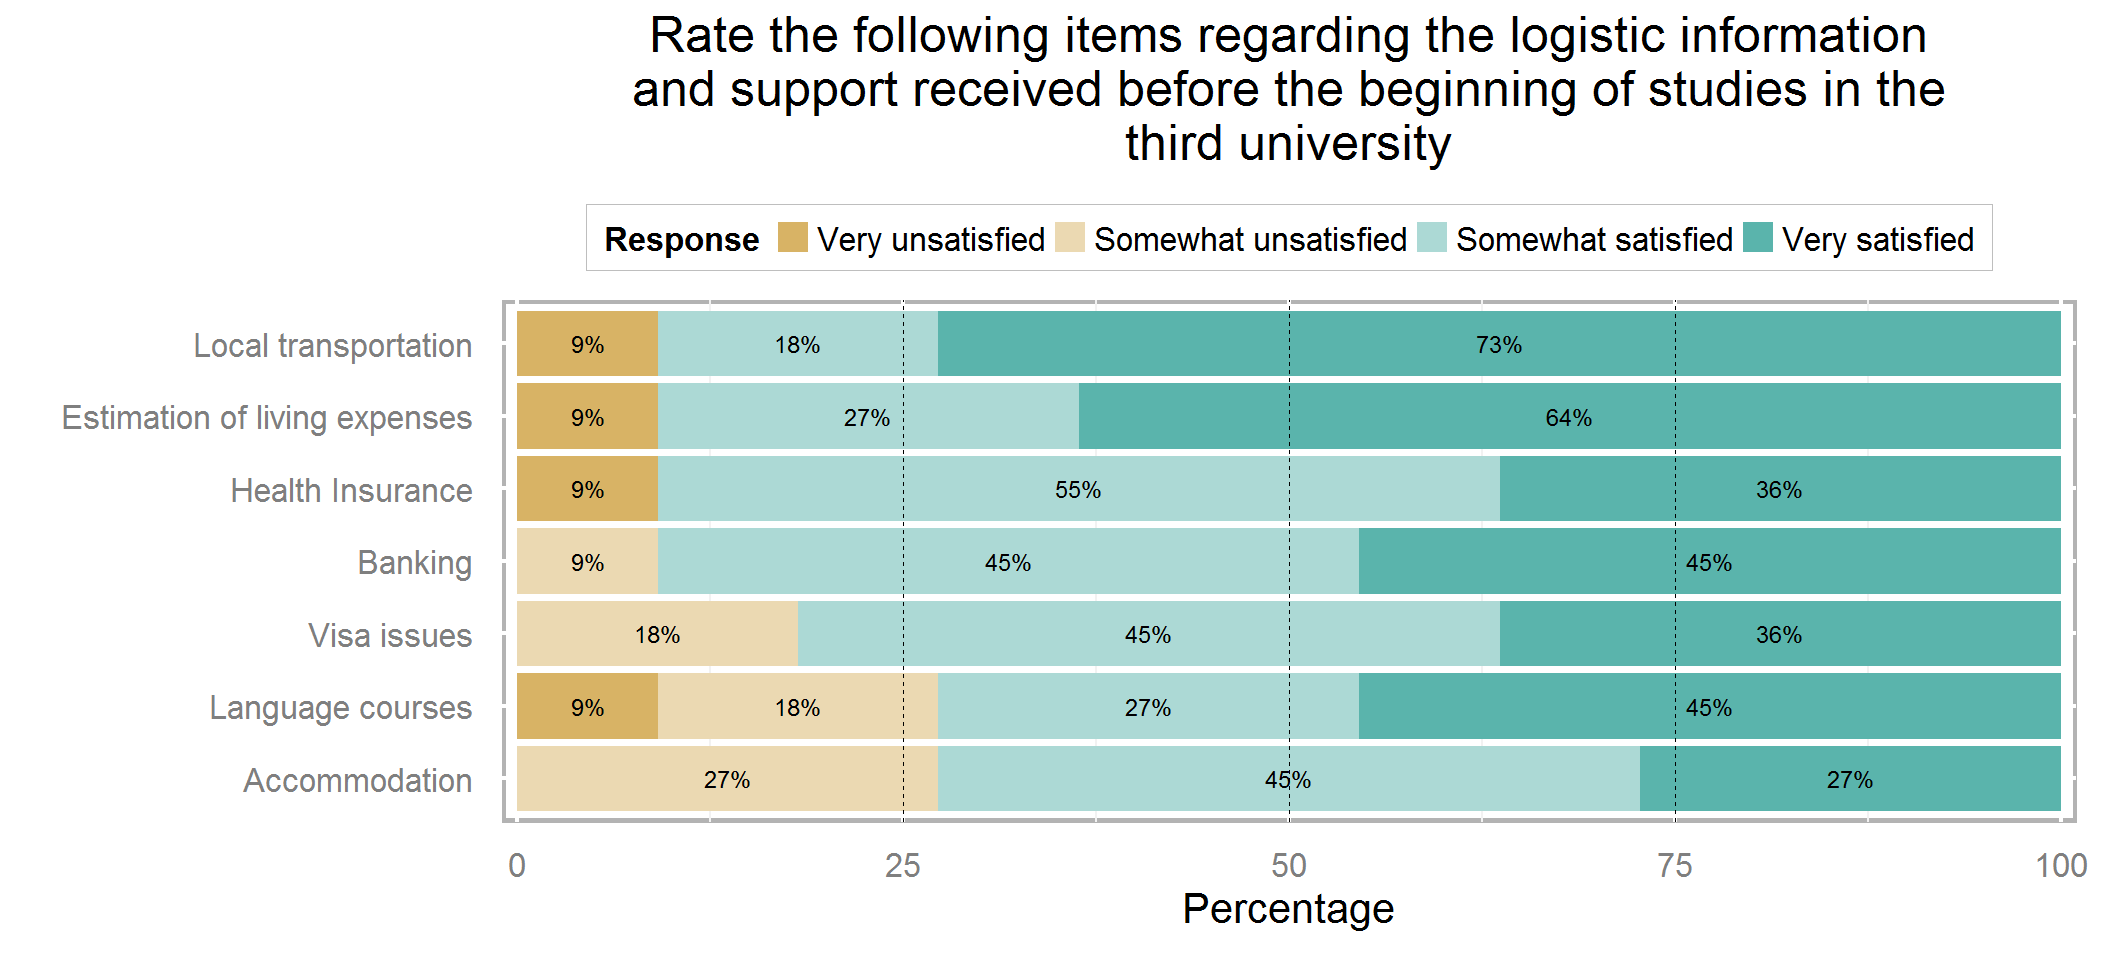 Rate the following items regarding the logistic information
and support received before the beginning of studies in the
third university
Response Very unsatisfied Somewhat unsatisfied Somewhat satisfied Very satisfied
Local transportation 9% 18% 73%
Estimation of living expenses 9% 27% 64%
Health Insurance 9% 55% 36%
Banking 9% 45% 45%
Visa issues 18% 45% 36%
Language courses 9% 18% 27% 45%
Accommodation 27% 45% 27%
0 25 50 75 100
Percentage